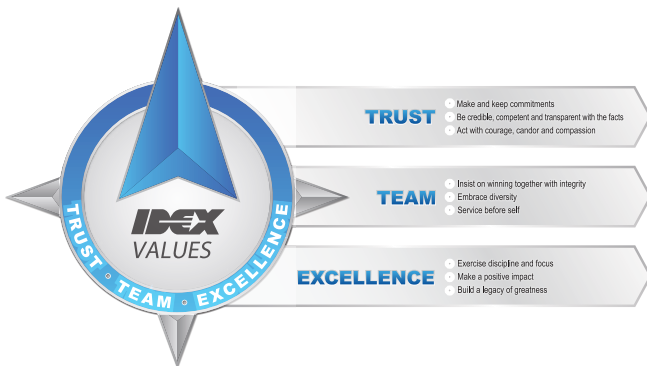 IDEX
VALUES
TRUST • TEAM • EXCELLENCE
TRUST
Make and keep commitments
Be credible, competent and transparent with the facts
Act with courage, candor and compassion
TEAM
Insist on winning together with integrity
Embrace diversity
Service before self
EXCELLENCE
Exercise discipline and focus
Make a positive impact
Build a legacy of greatness